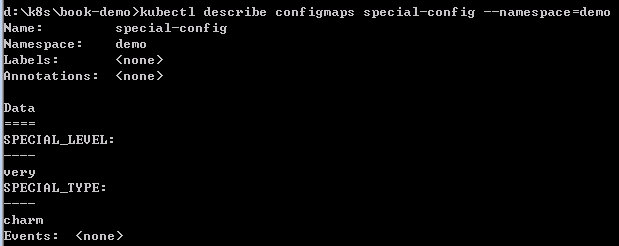 d:\k8s\book-demo>kubectl describe configmaps special-config --namespace=demo
Name:         special-config
Namespace:    demo
Labels:       <none>
Annotations:  <none>

Data
====
SPECIAL_LEVEL:
----
very
SPECIAL_TYPE:
----
charm
Events:  <none>